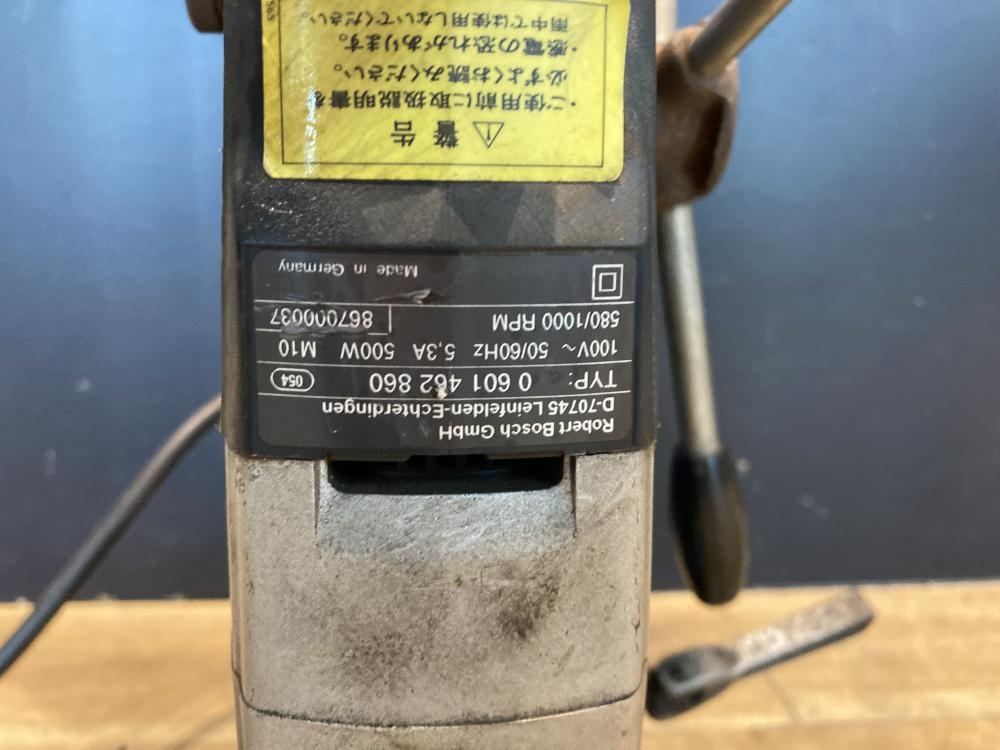 Robert Bosch GmbH
D-70745 Leinfelden-Echterdingen
TYP: 0 601 462 860 054
100V~ 50/60Hz 5,3A 500W M10
580/1000 RPM 867000037
Made in Germany
⚠警告
・ご使用前に取扱説明書を
必ずよくお読みください。
・感電の恐れがあります。
雨中では使用しないでください。